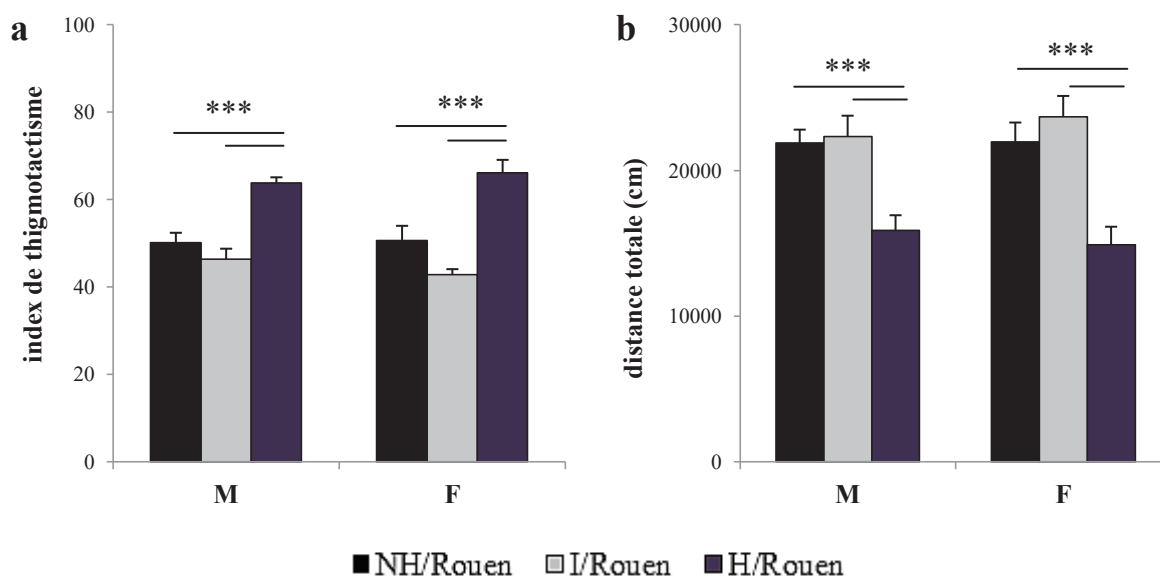 a
index de thigmotactisme
100
80
60
40
20
0
***
***
M
F
b
distance totale (cm)
30000
20000
10000
0
***
***
M
F
NH/Rouen I/Rouen H/Rouen